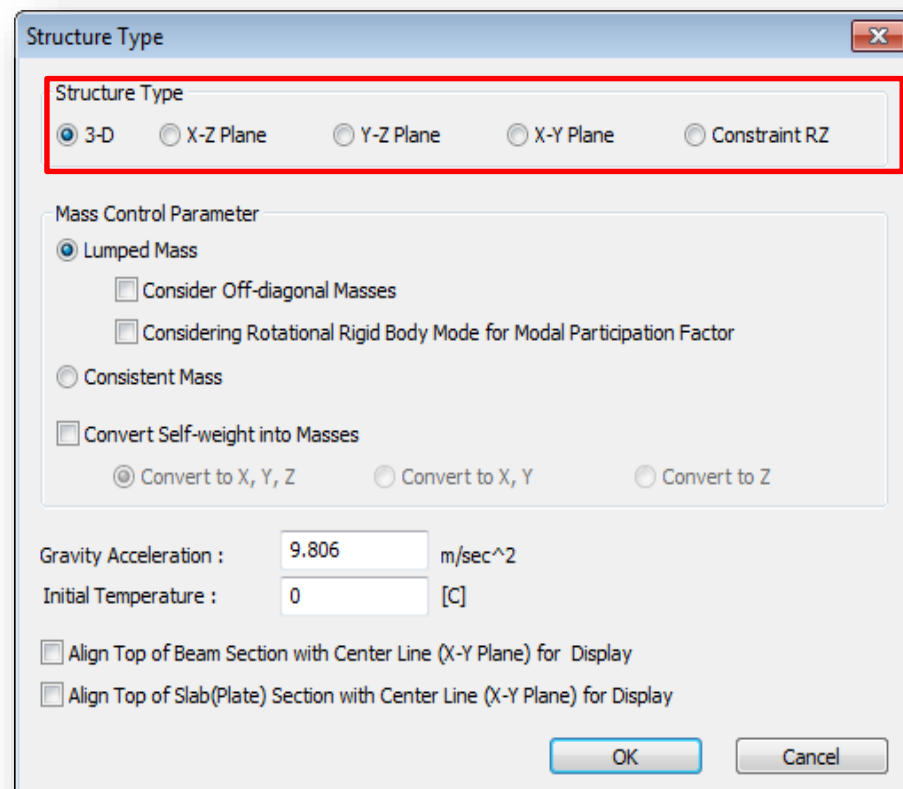 Structure Type
Structure Type
3-D X-Z Plane Y-Z Plane X-Y Plane Constraint RZ
Mass Control Parameter
Lumped Mass
Consider Off-diagonal Masses
Considering Rotational Rigid Body Mode for Modal Participation Factor
Consistent Mass
Convert Self-weight into Masses
Convert to X, Y, Z Convert to X, Y Convert to Z
Gravity Acceleration : 9.806 m/sec^2
Initial Temperature : 0 [C]
Align Top of Beam Section with Center Line (X-Y Plane) for Display
Align Top of Slab(Plate) Section with Center Line (X-Y Plane) for Display
OK Cancel